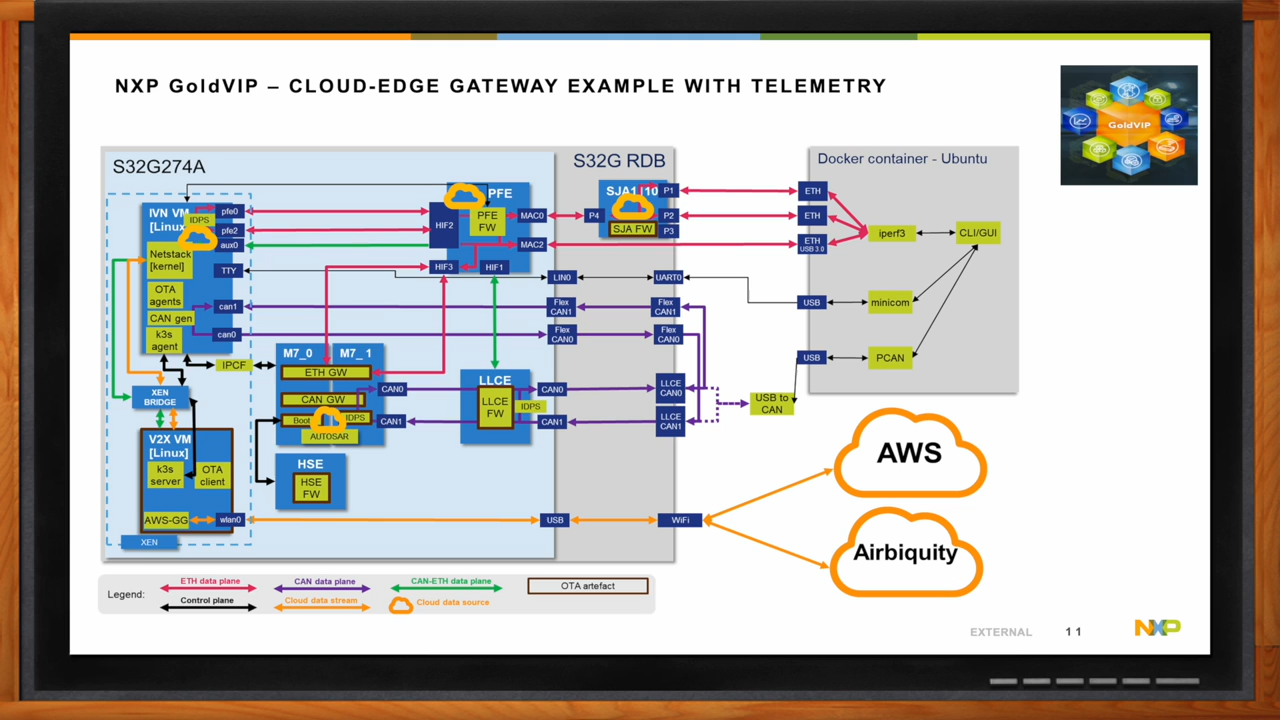 NXP GoldVIP – CLOUD-EDGE GATEWAY EXAMPLE WITH TELEMETRY
GoldVIP
S32G274A
S32G RDB
Docker container - Ubuntu
IVN VM
[Linux]
IDPS
pfe0
pfe2
aux0
Netstack
[kernel]
TTY
OTA
agents
can1
CAN gen
can0
k3s
agent
IPCF
XEN
BRIDGE
V2X VM
[Linux]
k3s
server
OTA
client
AWS-GG
wlan0
XEN
PFE
HIF2
PFE
FW
MAC0
MAC2
HIF3
HIF1
M7_0
M7_1
ETH GW
CAN GW
Boot
IDPS
AUTOSAR
CAN0
CAN1
HSE
HSE
FW
LLCE
LLCE
FW
CAN0
IDPS
CAN1
USB
LIN0
Flex
CAN1
Flex
CAN0
SJA1110
P1
P4
P2
SJA FW
P3
UART0
Flex
CAN1
Flex
CAN0
LLCE
CAN0
LLCE
CAN1
WiFi
USB to
CAN
ETH
ETH
ETH
USB 3.0
iperf3
CLI/GUI
USB
minicom
USB
PCAN
AWS
Airbiquity
Legend:
ETH data plane
CAN data plane
CAN-ETH data plane
OTA artefact
Control plane
Cloud data stream
Cloud data source
EXTERNAL
11
NXP